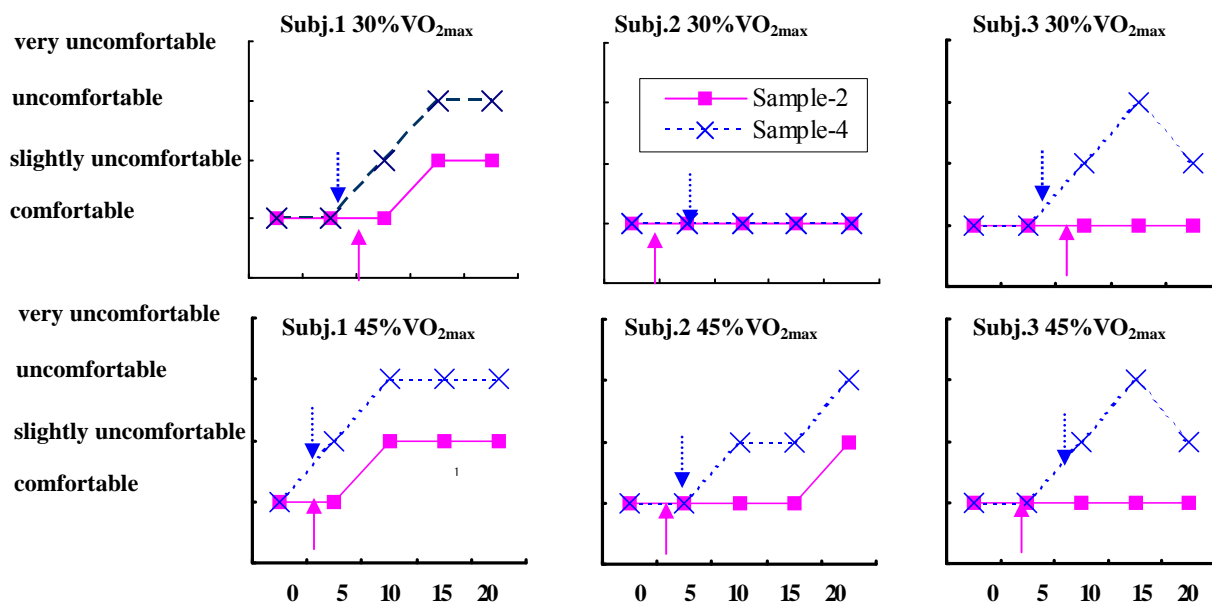 Subj.1 30%VO2max
Subj.2 30%VO2max
Subj.3 30%VO2max
very uncomfortable
uncomfortable
slightly uncomfortable
comfortable
Sample-2
Sample-4
very uncomfortable
Subj.1 45%VO2max
Subj.2 45%VO2max
Subj.3 45%VO2max
uncomfortable
slightly uncomfortable
comfortable
1
0 5 10 15 20
0 5 10 15 20
0 5 10 15 20